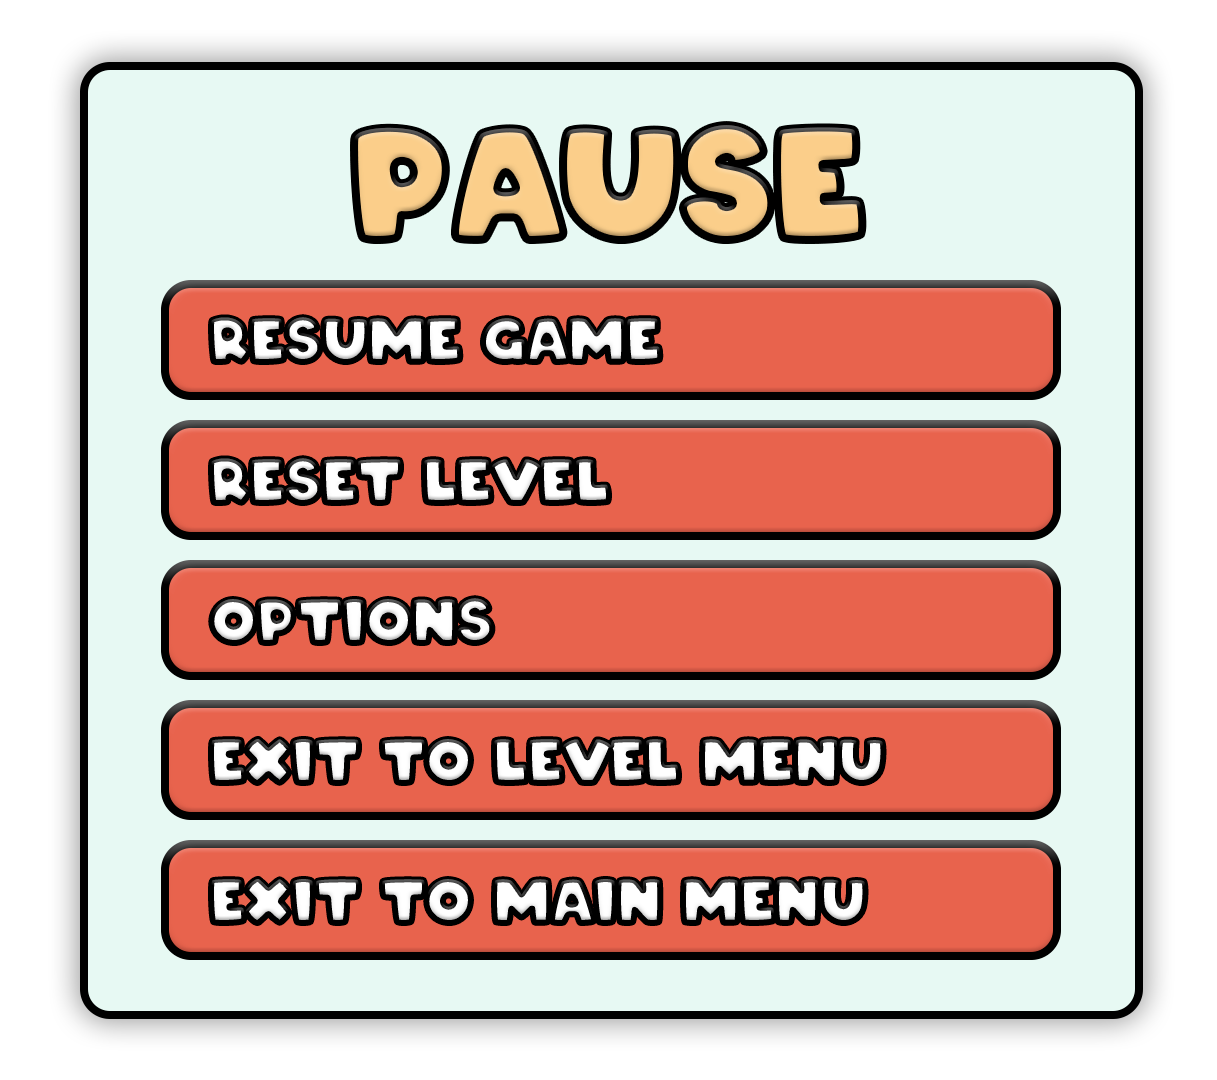 PAUSE
RESUME GAME
RESET LEVEL
OPTIONS
EXIT TO LEVEL MENU
EXIT TO MAIN MENU